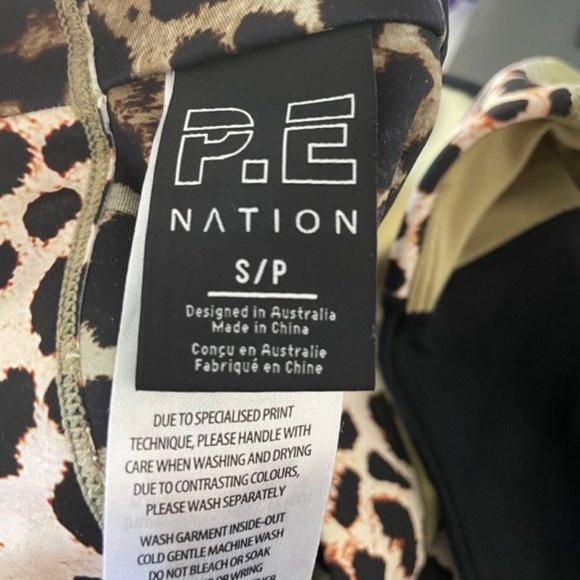 P.E
NATION
S/P
Designed in Australia
Made in China
Conçu en Australie
Fabriqué en Chine
DUE TO SPECIALISED PRINT
TECHNIQUE, PLEASE HANDLE WITH
CARE WHEN WASHING AND DRYING
DUE TO CONTRASTING COLOURS,
PLEASE WASH SEPARATELY
WASH GARMENT INSIDE-OUT
COLD GENTLE MACHINE WASH
DO NOT BLEACH OR SOAK
OR WRING